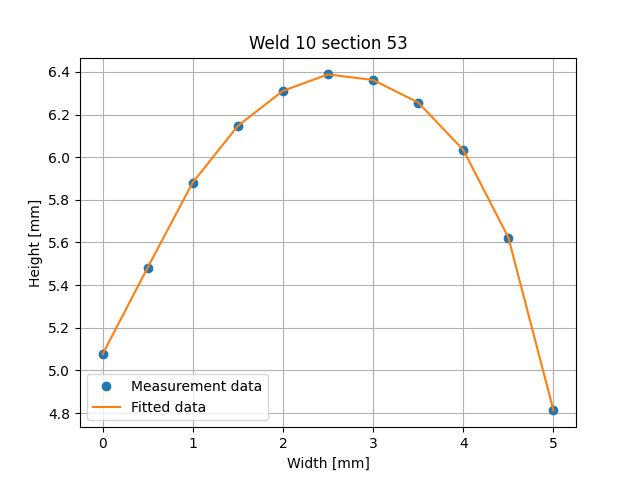 Weld 10 section 53
6.4
6.2
6.0
5.8
5.6
5.4
5.2
5.0
4.8
Height [mm]
Measurement data
Fitted data
0 1 2 3 4 5
Width [mm]